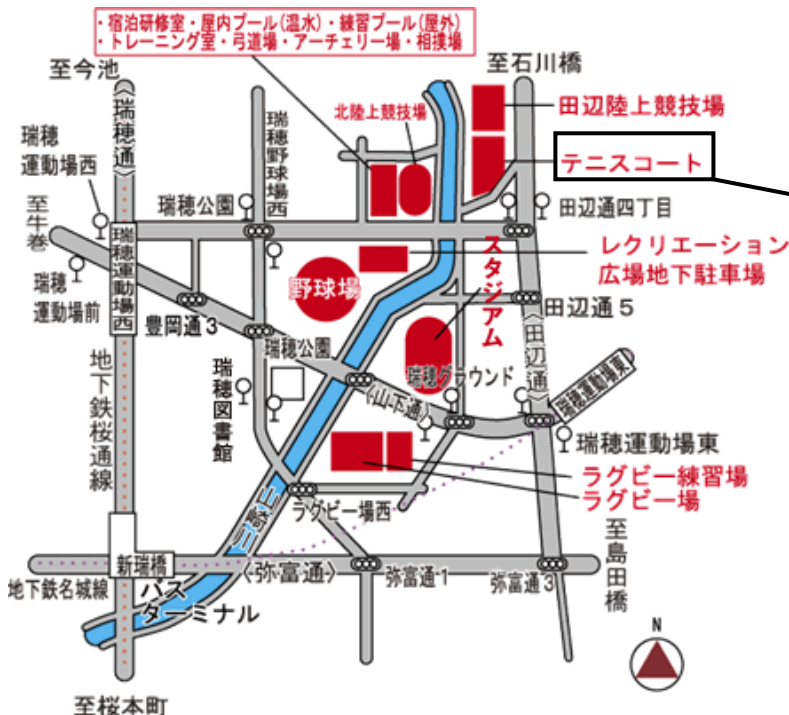 ・宿泊研修室・屋内プール(温水)・練習プール(屋外)
・トレーニング室・弓道場・アーチェリー場・相撲場
至今池
至石川橋
〈瑞穂通〉
瑞穂
運動場西
瑞穂野球場西
北陸上競技場
田辺陸上競技場
テニスコート
至牛巻
瑞穂公園
田辺通四丁目
瑞穂運動場西
瑞穂
運動場前
野球場
スタジアム
レクリエーション
広場地下駐車場
豊岡通3
瑞穂公園
田辺通5
〈田辺通〉
瑞穂グラウンド
瑞穂運動場東
地下鉄桜通線
瑞穂図書館
〈山下通〉
瑞穂運動場東
ラグビー練習場
ラグビー場
ラグビー場西
山崎川
至島田橋
新瑞橋
〈弥富通〉
地下鉄名城線
バス
ターミナル
弥富通1
弥富通3
至桜本町
N